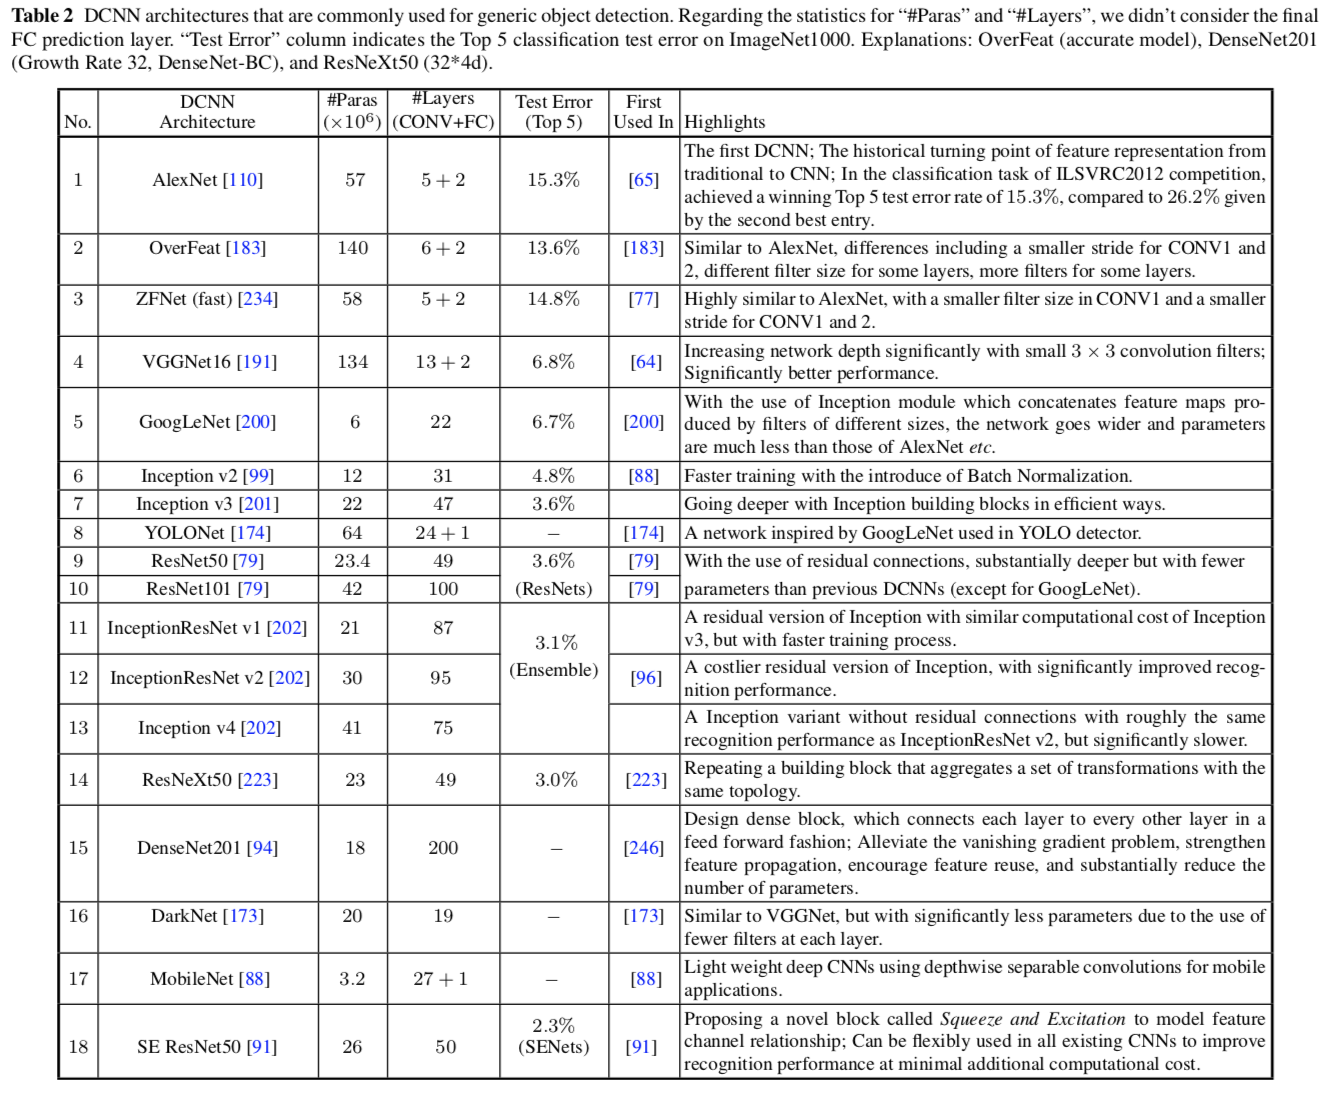 Table 2 DCNN architectures that are commonly used for generic object detection. Regarding the statistics for “#Paras” and “#Layers”, we didn’t consider the final
FC prediction layer. “Test Error” column indicates the Top 5 classification test error on ImageNet1000. Explanations: OverFeat (accurate model), DenseNet201
(Growth Rate 32, DenseNet-BC), and ResNeXt50 (32*4d).
No. DCNN Architecture #Paras (×10⁶) #Layers (CONV+FC) Test Error (Top 5) First Used In Highlights
1 AlexNet [110] 57 5 + 2 15.3% [65] The first DCNN; The historical turning point of feature representation from
traditional to CNN; In the classification task of ILSVRC2012 competition,
achieved a winning Top 5 test error rate of 15.3%, compared to 26.2% given
by the second best entry.
2 OverFeat [183] 140 6 + 2 13.6% [183] Similar to AlexNet, differences including a smaller stride for CONV1 and
2, different filter size for some layers, more filters for some layers.
3 ZFNet (fast) [234] 58 5 + 2 14.8% [77] Highly similar to AlexNet, with a smaller filter size in CONV1 and a smaller
stride for CONV1 and 2.
4 VGGNet16 [191] 134 13 + 2 6.8% [64] Increasing network depth significantly with small 3 × 3 convolution filters;
Significantly better performance.
5 GoogLeNet [200] 6 22 6.7% [200] With the use of Inception module which concatenates feature maps pro-
duced by filters of different sizes, the network goes wider and parameters
are much less than those of AlexNet etc.
6 Inception v2 [99] 12 31 4.8% [88] Faster training with the introduce of Batch Normalization.
7 Inception v3 [201] 22 47 3.6% Going deeper with Inception building blocks in efficient ways.
8 YOLONet [174] 64 24 + 1 − [174] A network inspired by GoogLeNet used in YOLO detector.
9 ResNet50 [79] 23.4 49 3.6% [79] With the use of residual connections, substantially deeper but with fewer
10 ResNet101 [79] 42 100 (ResNets) [79] parameters than previous DCNNs (except for GoogLeNet).
11 InceptionResNet v1 [202] 21 87 3.1% (Ensemble) A residual version of Inception with similar computational cost of Inception
v3, but with faster training process.
12 InceptionResNet v2 [202] 30 95 [96] A costlier residual version of Inception, with significantly improved recog-
nition performance.
13 Inception v4 [202] 41 75 A Inception variant without residual connections with roughly the same
recognition performance as InceptionResNet v2, but significantly slower.
14 ResNeXt50 [223] 23 49 3.0% [223] Repeating a building block that aggregates a set of transformations with the
same topology.
15 DenseNet201 [94] 18 200 − [246] Design dense block, which connects each layer to every other layer in a
feed forward fashion; Alleviate the vanishing gradient problem, strengthen
feature propagation, encourage feature reuse, and substantially reduce the
number of parameters.
16 DarkNet [173] 20 19 − [173] Similar to VGGNet, but with significantly less parameters due to the use of
fewer filters at each layer.
17 MobileNet [88] 3.2 27 + 1 − [88] Light weight deep CNNs using depthwise separable convolutions for mobile
applications.
18 SE ResNet50 [91] 26 50 2.3% (SENets) [91] Proposing a novel block called Squeeze and Excitation to model feature
channel relationship; Can be flexibly used in all existing CNNs to improve
recognition performance at minimal additional computational cost.